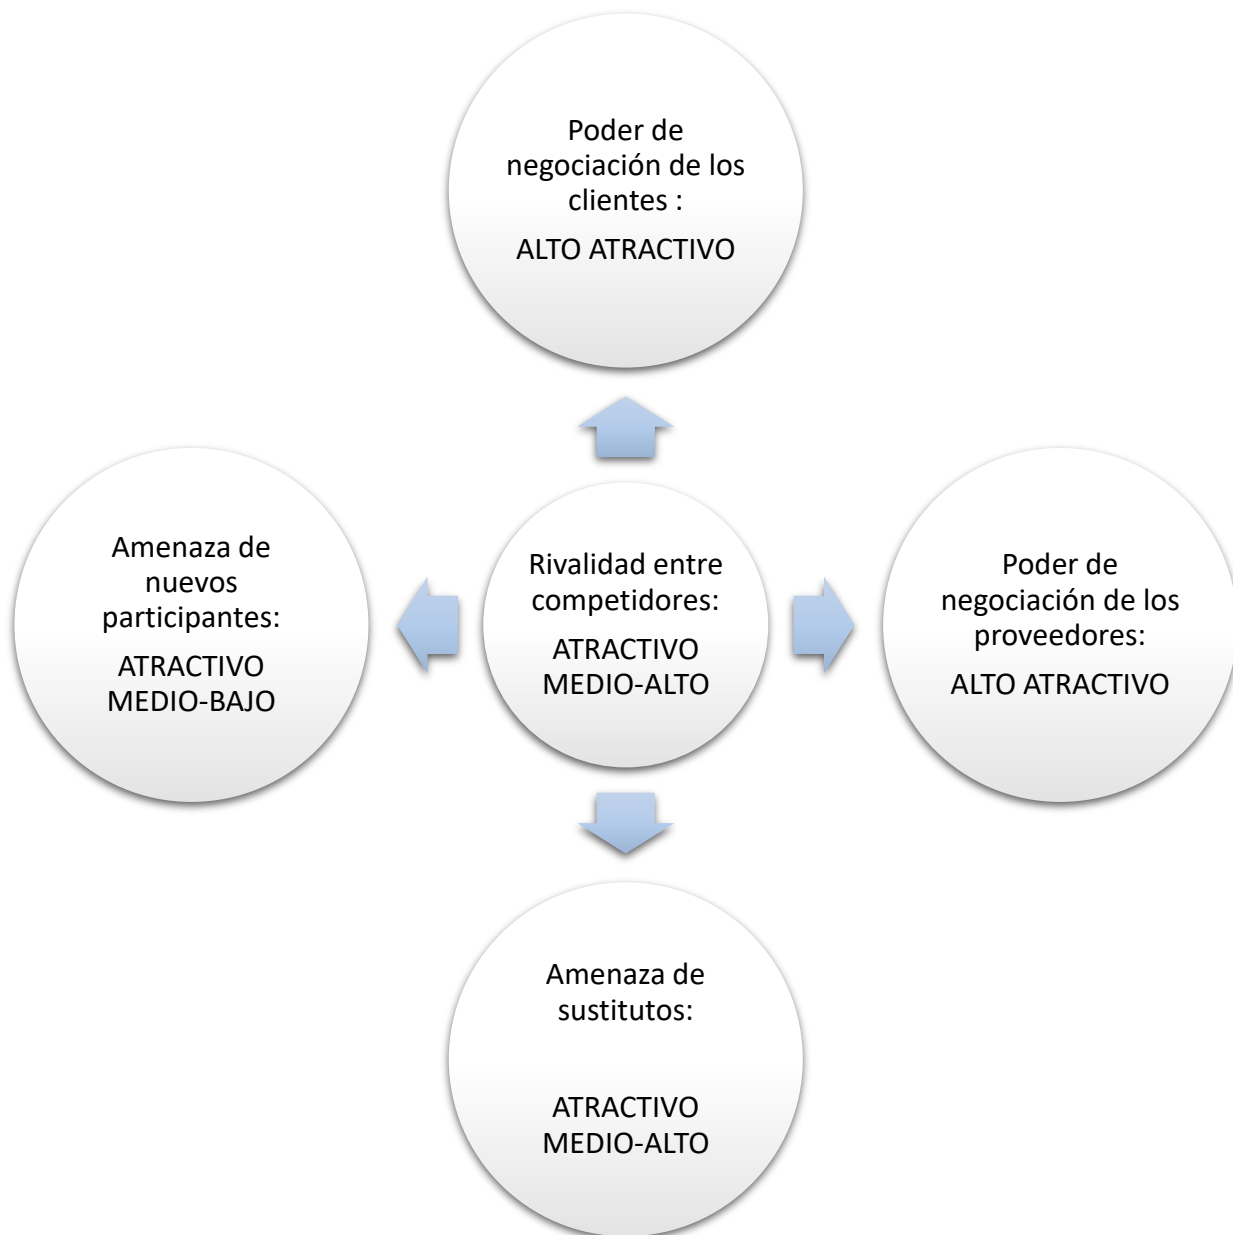 Poder de
negociación de los
clientes :
ALTO ATRACTIVO
Amenaza de
nuevos
participantes:
ATRACTIVO
MEDIO-BAJO
Rivalidad entre
competidores:
ATRACTIVO
MEDIO-ALTO
Poder de
negociación de los
proveedores:
ALTO ATRACTIVO
Amenaza de
sustitutos:
ATRACTIVO
MEDIO-ALTO